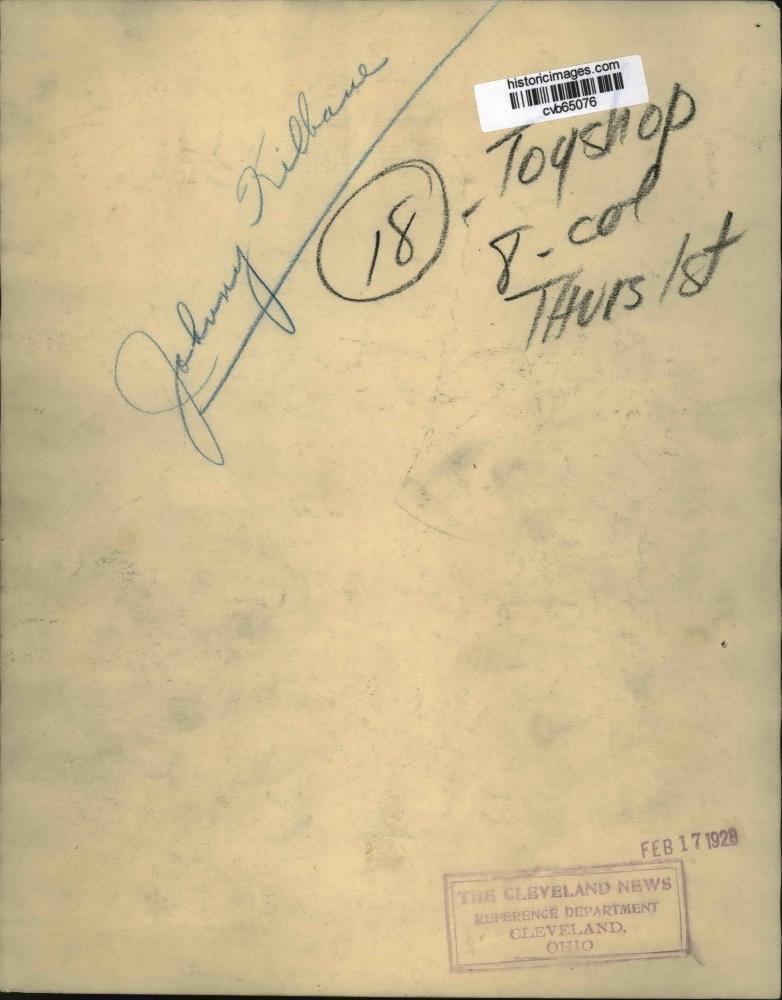 historicimages.com
cvb65076
Johnny Kilbane
18 - Toyshop
8 - col
Thurs 1st
FEB 17 1928
THE CLEVELAND NEWS
REFERENCE DEPARTMENT
CLEVELAND,
OHIO